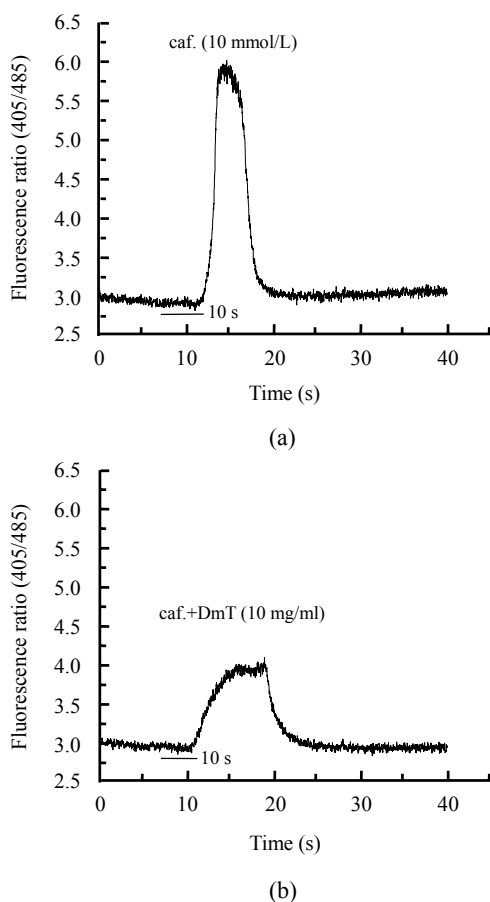 6.5
caf. (10 mmol/L)
6.0
5.5
5.0
4.5
4.0
3.5
3.0
2.5
Fluorescence ratio (405/485)
10 s
0 10 20 30 40
Time (s)
(a)
6.5
6.0
5.5
5.0
caf.+DmT (10 mg/ml)
4.5
4.0
3.5
3.0
2.5
Fluorescence ratio (405/485)
10 s
0 10 20 30 40
Time (s)
(b)